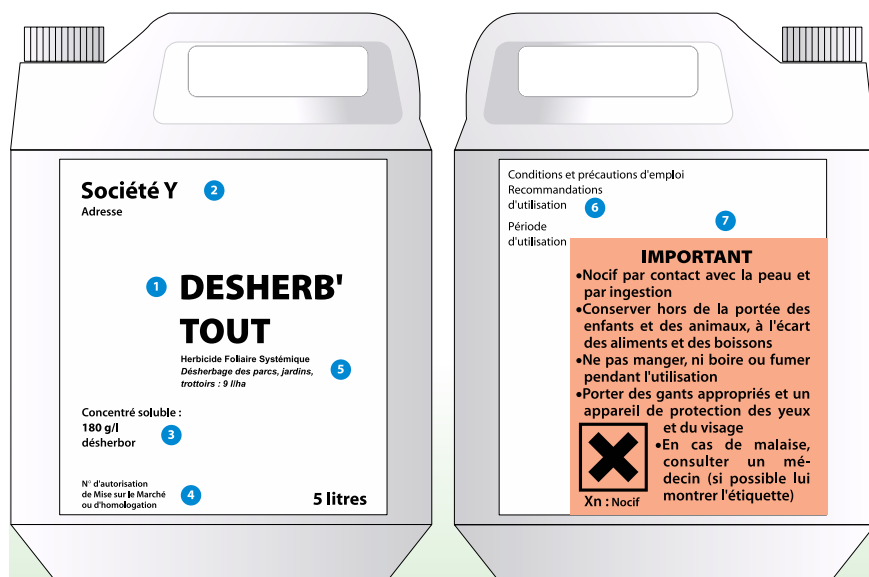 Société Y
2
Adresse
1
DESHERB'
TOUT
Herbicide Foliaire Systémique
Désherbage des parcs, jardins,
trottoirs : 9 l/ha
5
Concentré soluble :
180 g/l
désherbor
3
N° d'autorisation
de Mise sur le Marché
ou d'homologation
4
5 litres
Conditions et précautions d'emploi
Recommandations
d'utilisation
6
7
Période
d'utilisation
IMPORTANT
•Nocif par contact avec la peau et
par ingestion
•Conserver hors de la portée des
enfants et des animaux, à l'écart
des aliments et des boissons
•Ne pas manger, ni boire ou fumer
pendant l'utilisation
•Porter des gants appropriés et un
appareil de protection des yeux
et du visage
•En cas de malaise,
consulter un mé-
decin (si possible lui
montrer l'étiquette)
Xn : Nocif